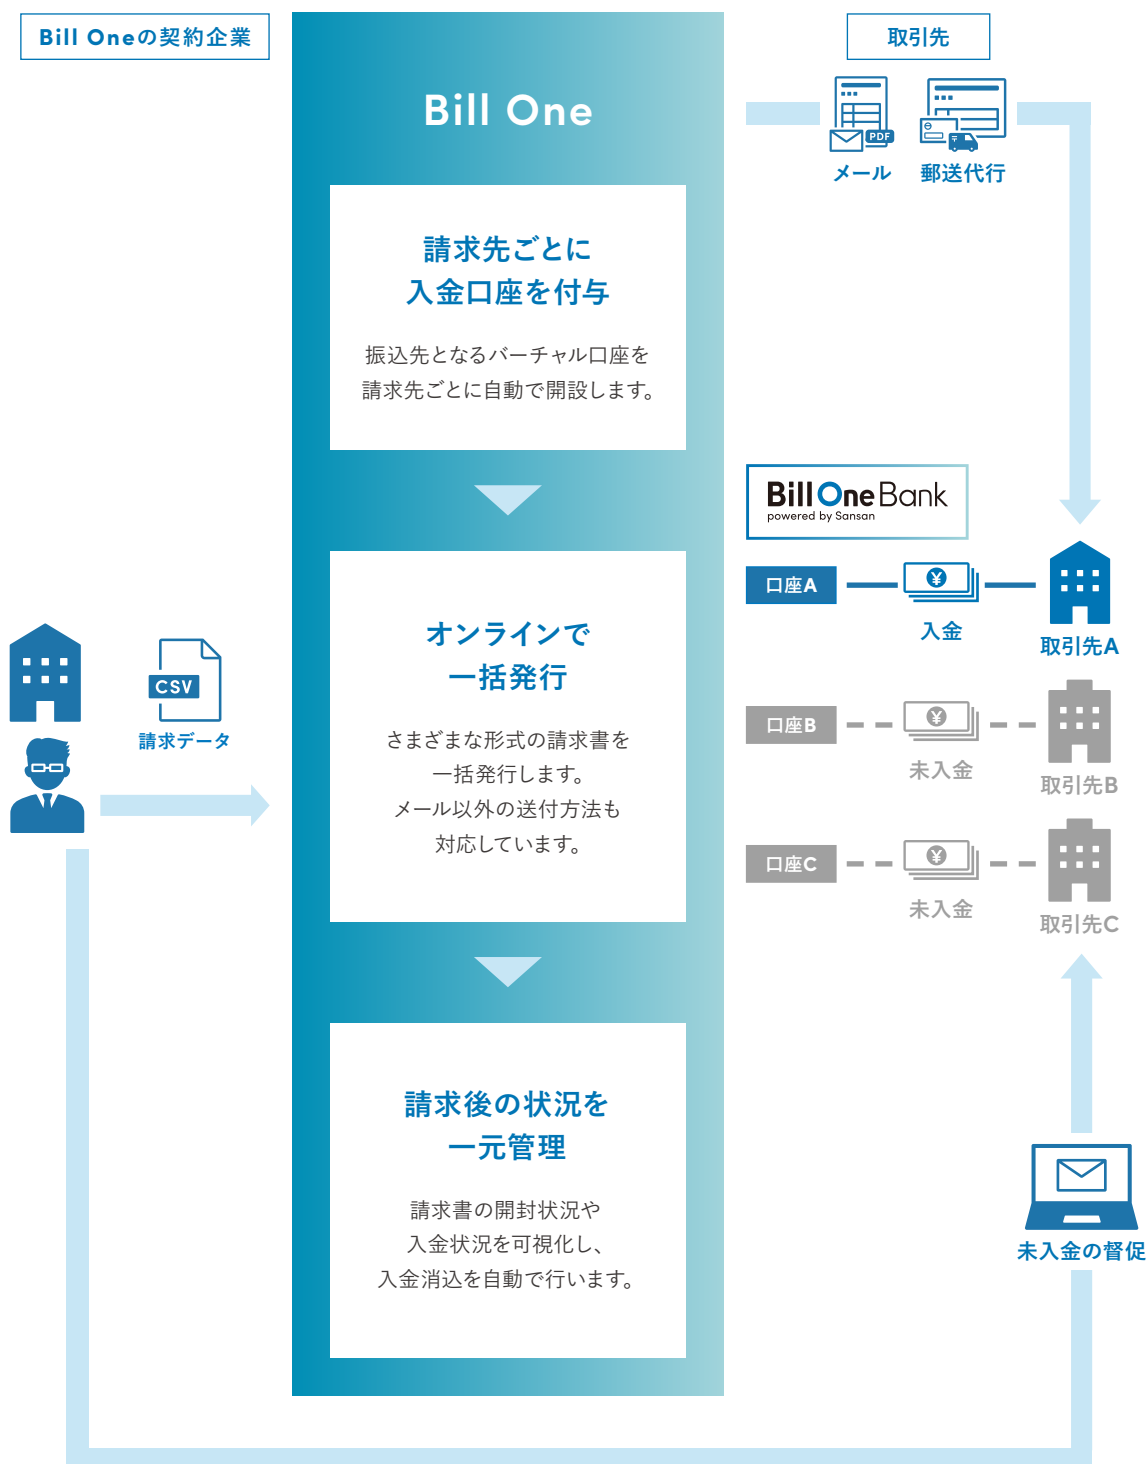 Bill Oneの契約企業
Bill One
取引先
PDF
メール
郵送代行
請求先ごとに
入金口座を付与
振込先となるバーチャル口座を
請求先ごとに自動で開設します。
Bill One Bank
powered by Sansan
口座A
¥
入金
取引先A
オンラインで
一括発行
さまざまな形式の請求書を
一括発行します。
メール以外の送付方法も
対応しています。
CSV
請求データ
口座B
¥
未入金
取引先B
口座C
¥
未入金
取引先C
請求後の状況を
一元管理
請求書の開封状況や
入金状況を可視化し、
入金消込を自動で行います。
未入金の督促